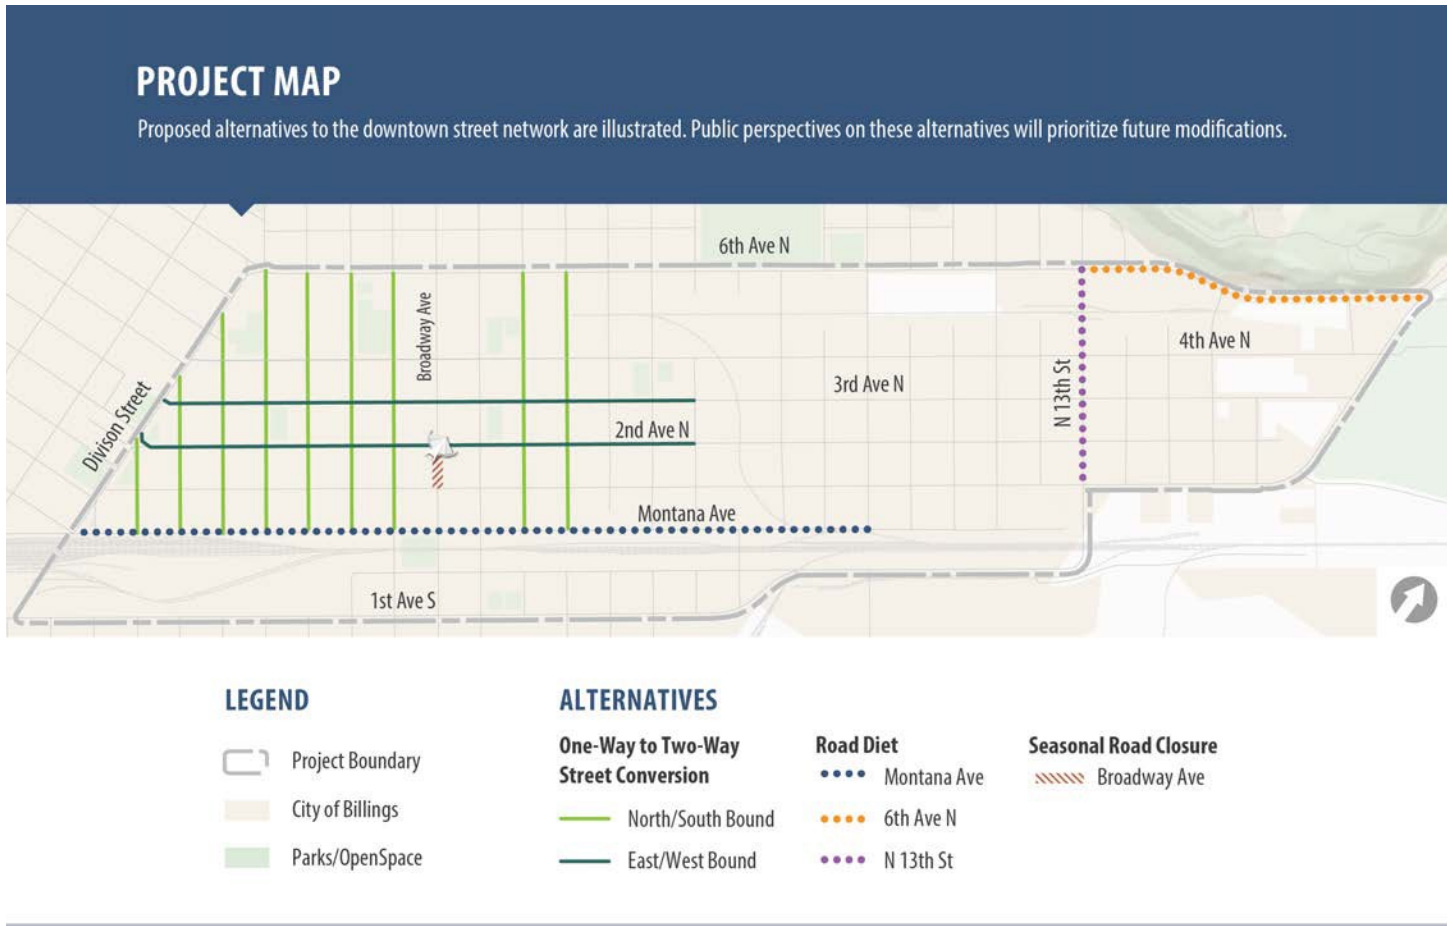 PROJECT MAP
Proposed alternatives to the downtown street network are illustrated. Public perspectives on these alternatives will prioritize future modifications.
6th Ave N
Broadway Ave
4th Ave N
3rd Ave N
N 13th St
Divison Street
2nd Ave N
Montana Ave
1st Ave S
LEGEND
Project Boundary
City of Billings
Parks/OpenSpace
ALTERNATIVES
One-Way to Two-Way
Street Conversion
North/South Bound
East/West Bound
Road Diet
Montana Ave
6th Ave N
N 13th St
Seasonal Road Closure
Broadway Ave